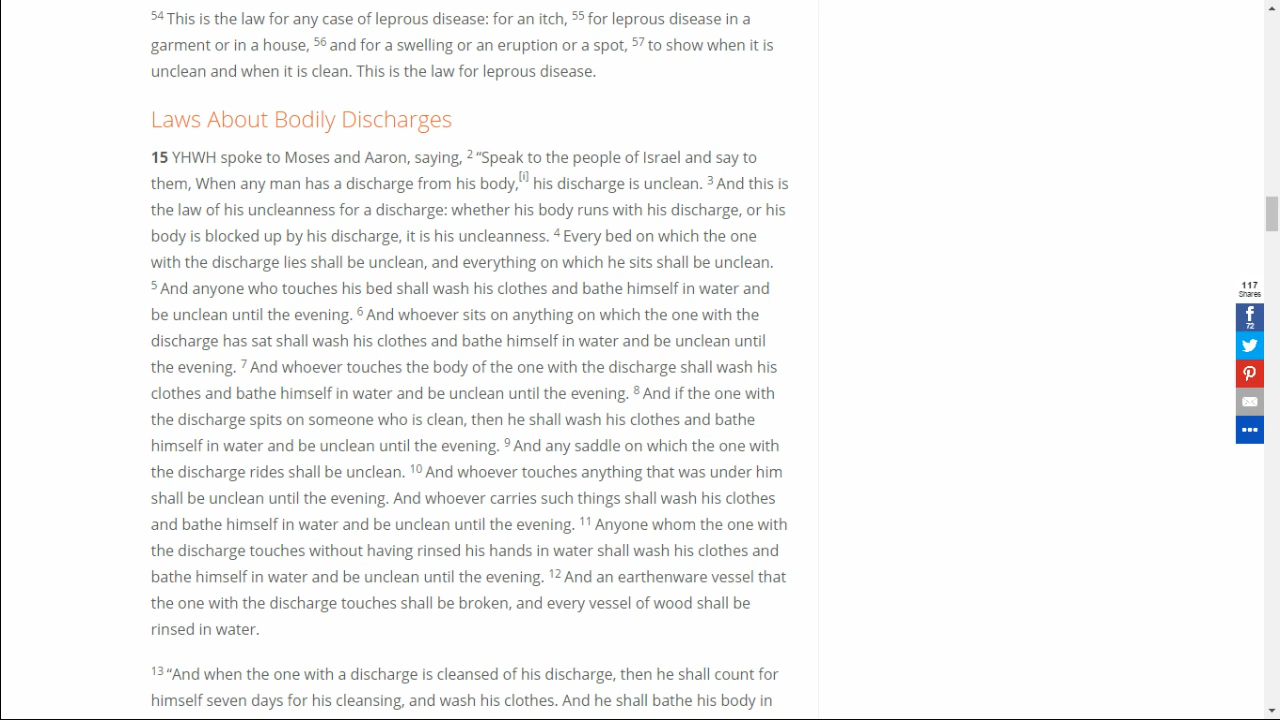 54 This is the law for any case of leprous disease: for an itch, 55 for leprous disease in a
garment or in a house, 56 and for a swelling or an eruption or a spot, 57 to show when it is
unclean and when it is clean. This is the law for leprous disease.
Laws About Bodily Discharges
15 YHWH spoke to Moses and Aaron, saying, 2 “Speak to the people of Israel and say to
them, When any man has a discharge from his body,[i] his discharge is unclean. 3 And this is
the law of his uncleanness for a discharge: whether his body runs with his discharge, or his
body is blocked up by his discharge, it is his uncleanness. 4 Every bed on which the one
with the discharge lies shall be unclean, and everything on which he sits shall be unclean.
5 And anyone who touches his bed shall wash his clothes and bathe himself in water and
be unclean until the evening. 6 And whoever sits on anything on which the one with the
discharge has sat shall wash his clothes and bathe himself in water and be unclean until
the evening. 7 And whoever touches the body of the one with the discharge shall wash his
clothes and bathe himself in water and be unclean until the evening. 8 And if the one with
the discharge spits on someone who is clean, then he shall wash his clothes and bathe
himself in water and be unclean until the evening. 9 And any saddle on which the one with
the discharge rides shall be unclean. 10 And whoever touches anything that was under him
shall be unclean until the evening. And whoever carries such things shall wash his clothes
and bathe himself in water and be unclean until the evening. 11 Anyone whom the one with
the discharge touches without having rinsed his hands in water shall wash his clothes and
bathe himself in water and be unclean until the evening. 12 And an earthenware vessel that
the one with the discharge touches shall be broken, and every vessel of wood shall be
rinsed in water.
13 “And when the one with a discharge is cleansed of his discharge, then he shall count for
himself seven days for his cleansing, and wash his clothes. And he shall bathe his body in
117
Shares
72